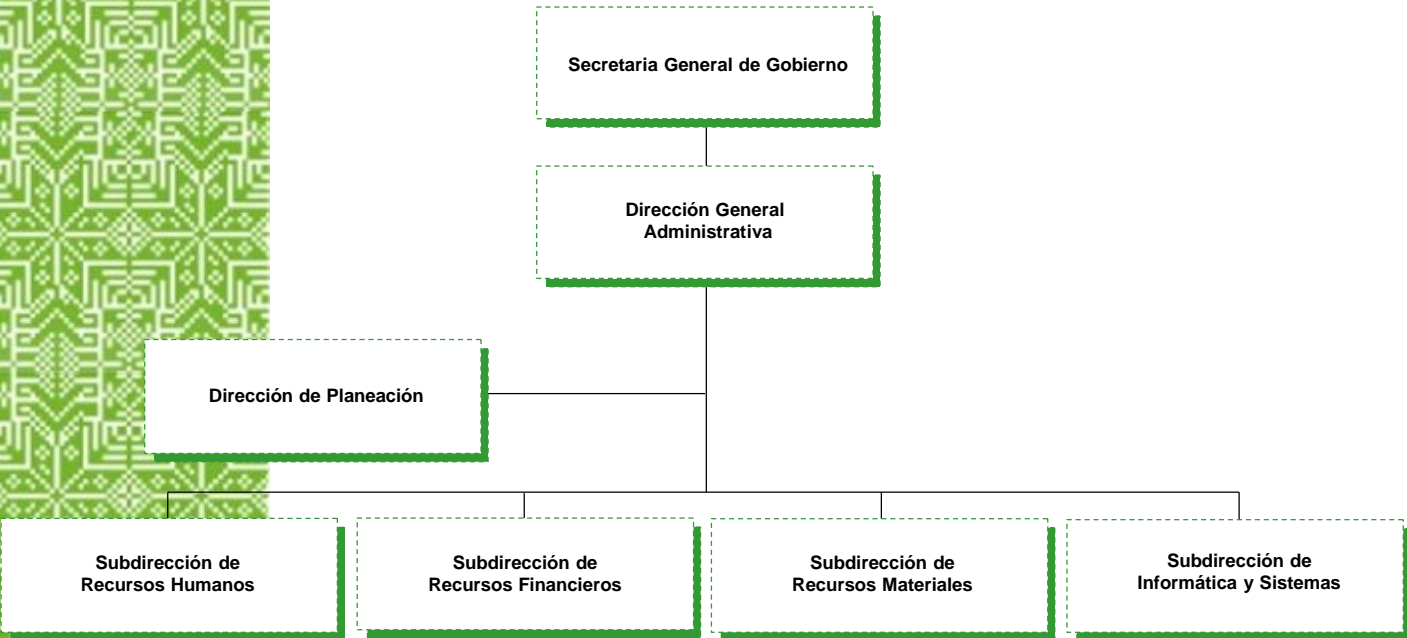 Secretaria General de Gobierno
Dirección General
Administrativa
Dirección de Planeación
Subdirección de
Recursos Humanos
Subdirección de
Recursos Financieros
Subdirección de
Recursos Materiales
Subdirección de
Informática y Sistemas